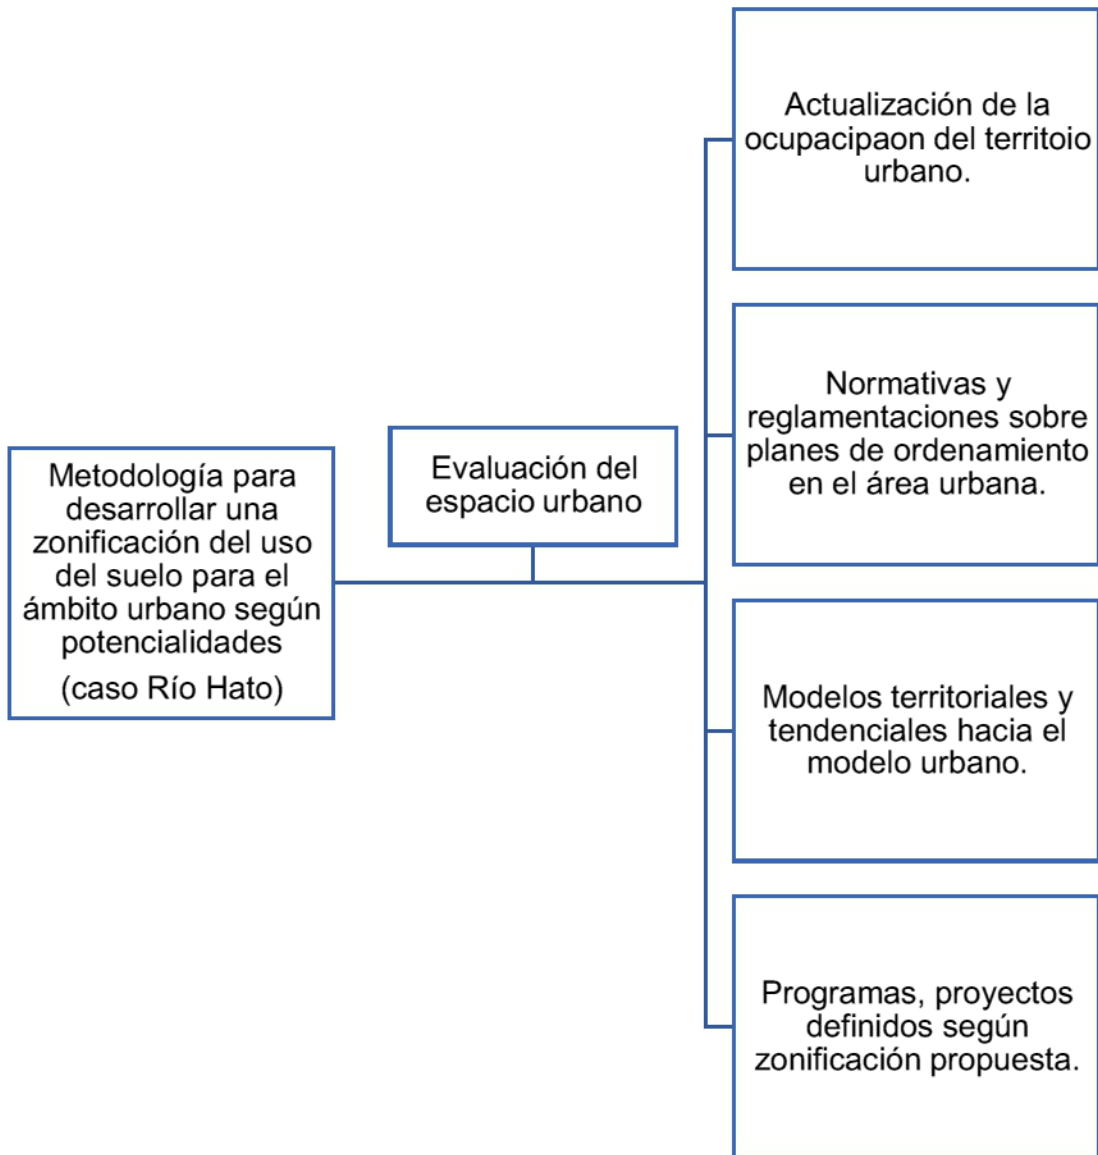 Metodología para
desarrollar una
zonificación del uso
del suelo para el
ámbito urbano según
potencialidades
(caso Río Hato)
Evaluación del
espacio urbano
Actualización de la
ocupacipaon del territoio
urbano.
Normativas y
reglamentaciones sobre
planes de ordenamiento
en el área urbana.
Modelos territoriales y
tendenciales hacia el
modelo urbano.
Programas, proyectos
definidos según
zonificación propuesta.